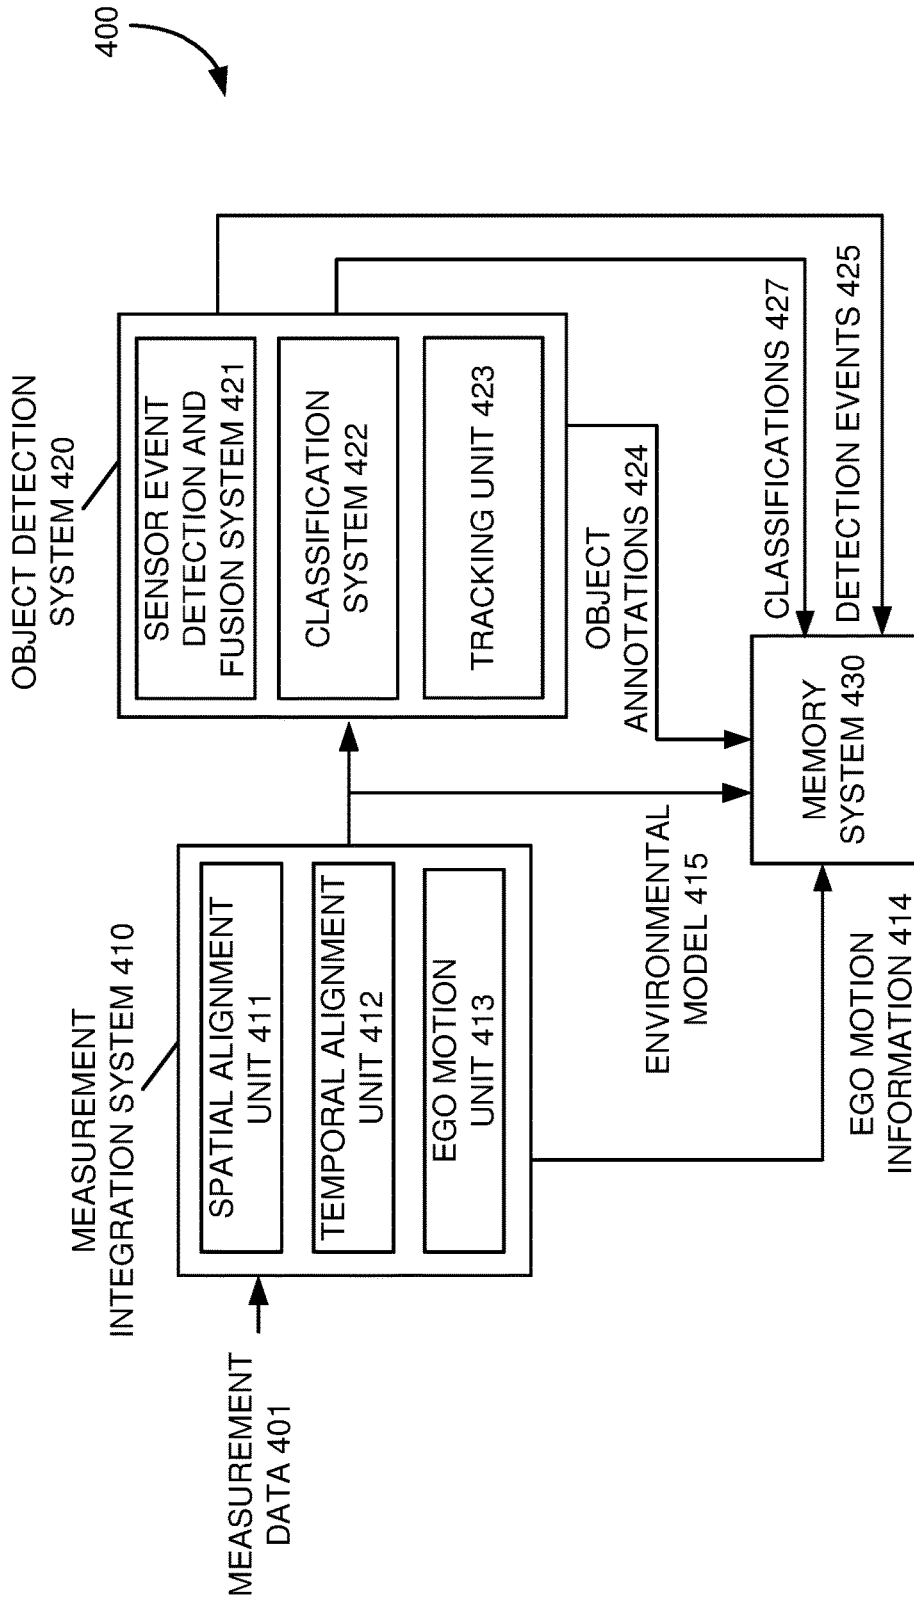 400
MEASUREMENT
INTEGRATION SYSTEM 410
OBJECT DETECTION
SYSTEM 420
MEASUREMENT
DATA 401
SPATIAL ALIGNMENT
UNIT 411
TEMPORAL ALIGNMENT
UNIT 412
EGO MOTION
UNIT 413
SENSOR EVENT
DETECTION AND
FUSION SYSTEM 421
CLASSIFICATION
SYSTEM 422
TRACKING UNIT 423
OBJECT
ANNOTATIONS 424
ENVIRONMENTAL
MODEL 415
CLASSIFICATIONS 427
DETECTION EVENTS 425
MEMORY
SYSTEM 430
EGO MOTION
INFORMATION 414